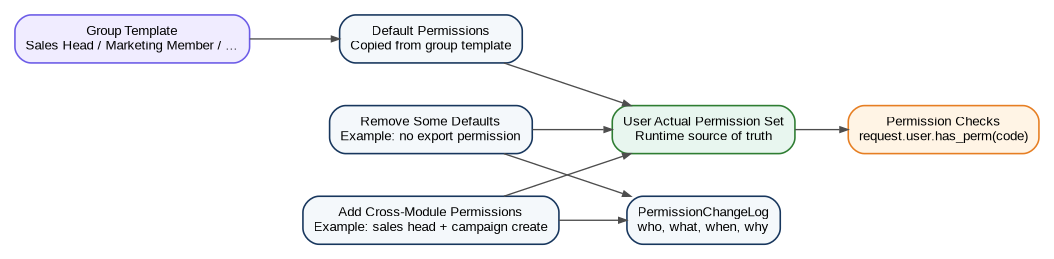 Group Template
Sales Head / Marketing Member / ...
Default Permissions
Copied from group template
Remove Some Defaults
Example: no export permission
User Actual Permission Set
Runtime source of truth
Permission Checks
request.user.has_perm(code)
Add Cross-Module Permissions
Example: sales head + campaign create
PermissionChangeLog
who, what, when, why